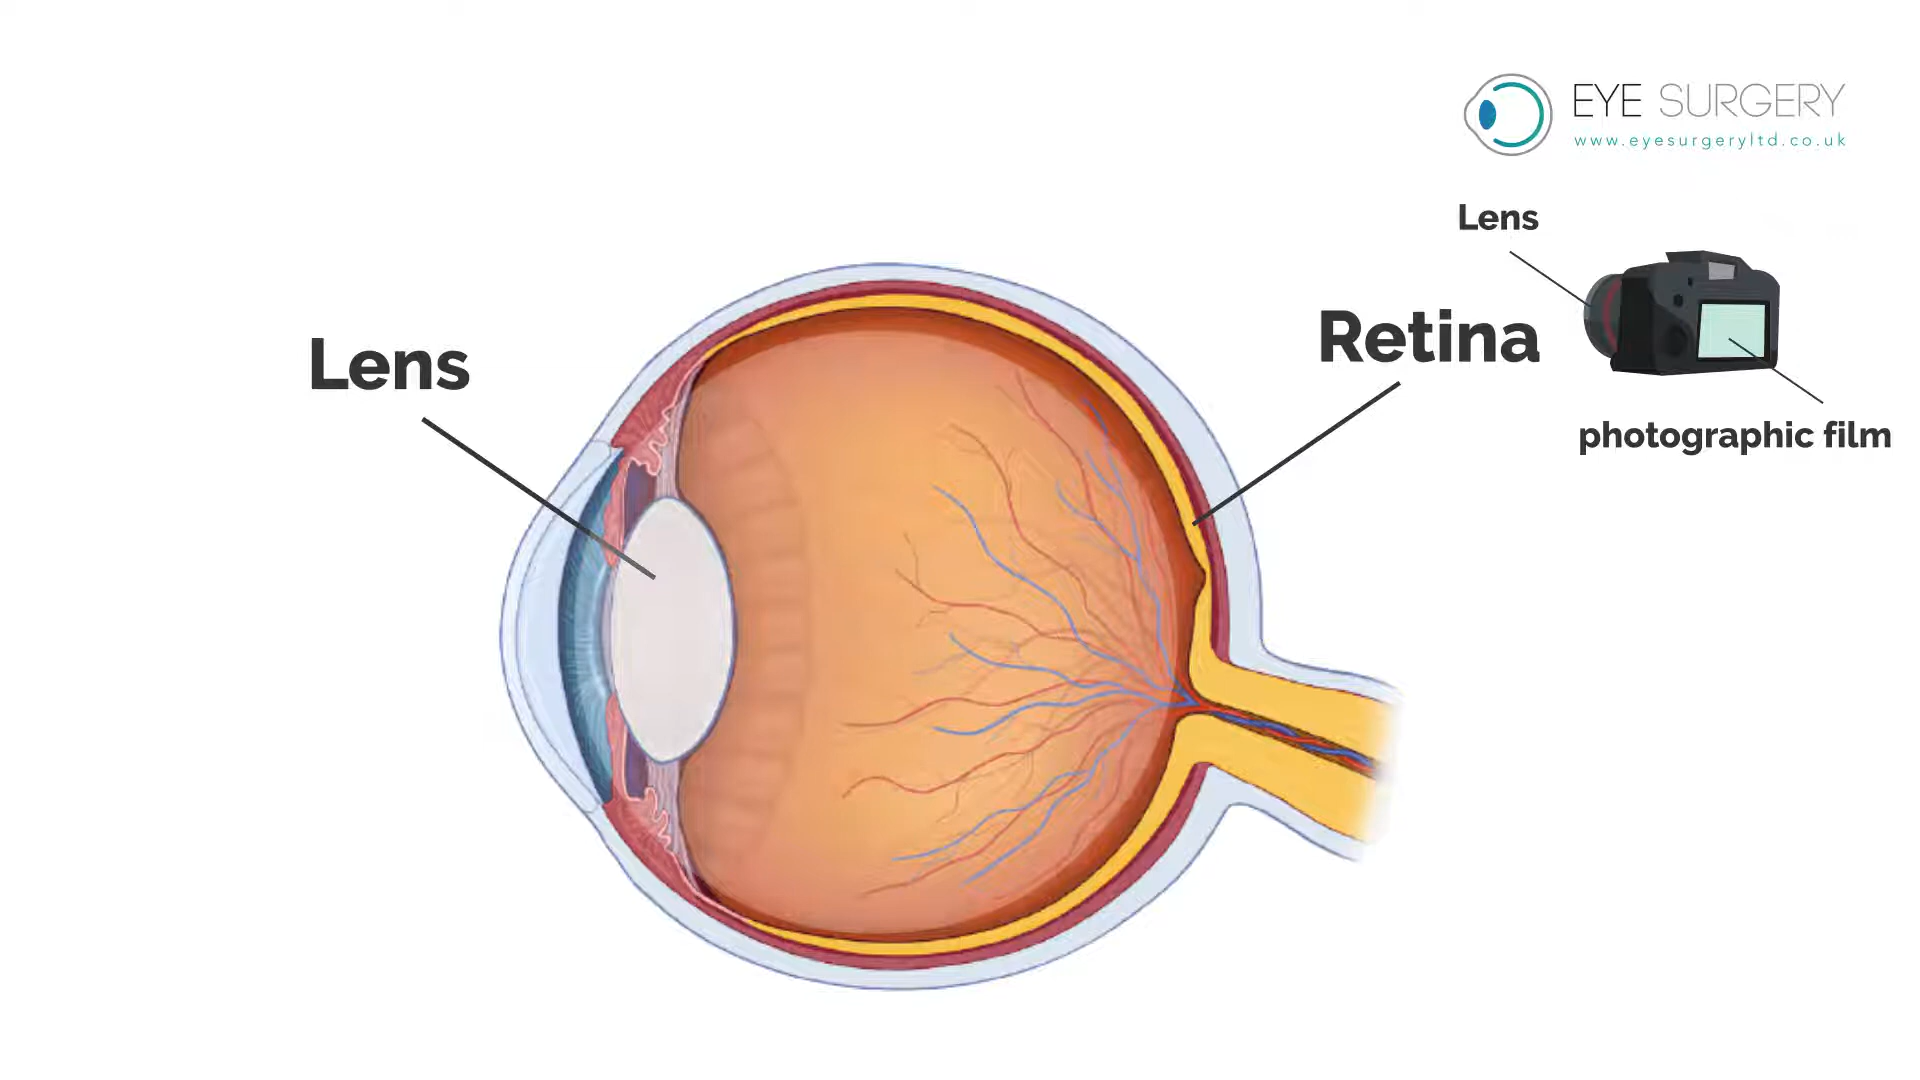 EYE SURGERY
www.eyesurgeryltd.co.uk
Lens
Retina
Lens
photographic film